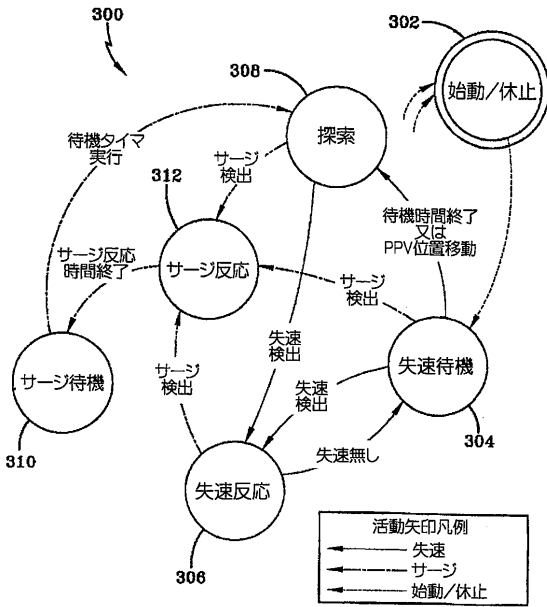 300
302
始動/休止
308
探索
待機タイマ
実行
サージ
検出
312
待機時間終了
又は
PPV位置移動
サージ反応
時間終了
サージ反応
サージ
検出
サージ待機
310
サージ
検出
失速
検出
失速
検出
失速待機
304
失速反応
306
失速無し
活動矢印凡例
失速
サージ
始動/休止